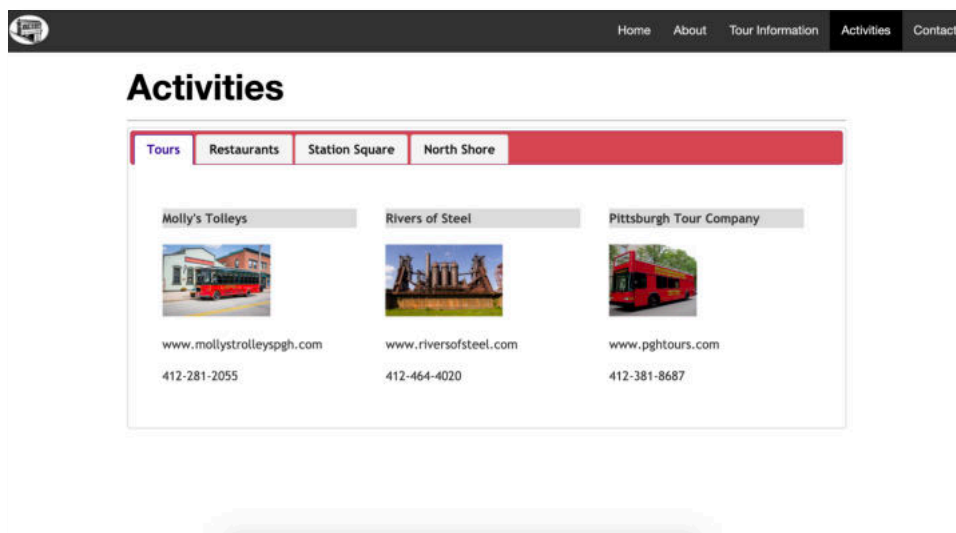 Home About Tour Information Activities Contact
Activities
Tours Restaurants Station Square North Shore
Molly's Tolleys Rivers of Steel Pittsburgh Tour Company
www.mollystrolleyspgh.com www.riversofsteel.com www.pghtours.com
412-281-2055 412-464-4020 412-381-8687